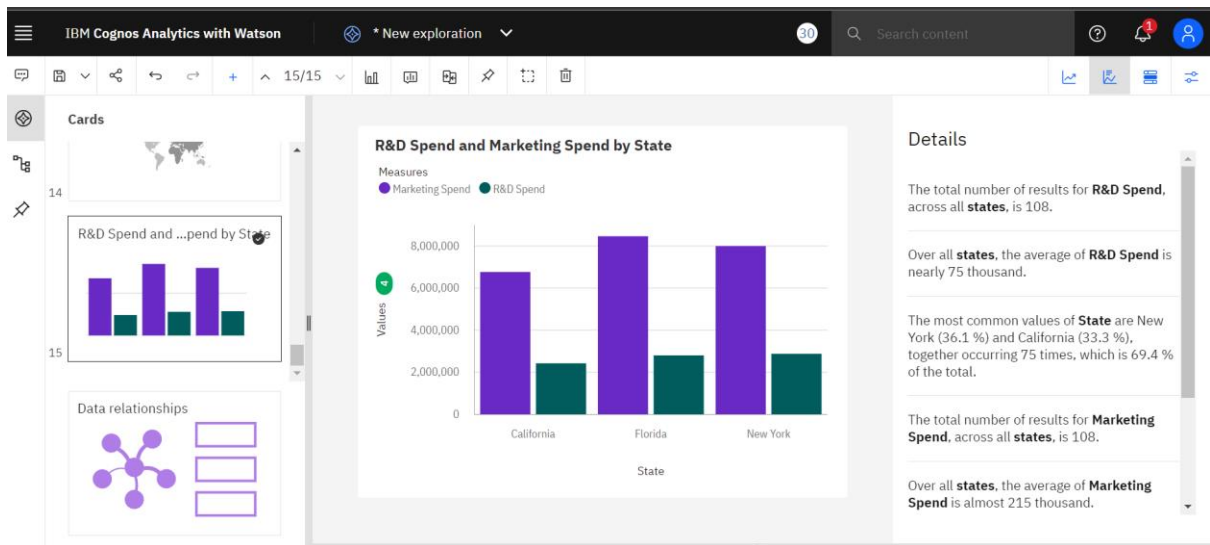 IBM Cognos Analytics with Watson
* New exploration
30
Search content
1
15/15
Cards
14
R&D Spend and ...pend by State
15
Data relationships
R&D Spend and Marketing Spend by State
Measures
Marketing Spend R&D Spend
Values
4
8,000,000
6,000,000
4,000,000
2,000,000
0
California Florida New York
State
Details
The total number of results for R&D Spend,
across all states, is 108.
Over all states, the average of R&D Spend is
nearly 75 thousand.
The most common values of State are New
York (36.1 %) and California (33.3 %),
together occurring 75 times, which is 69.4 %
of the total.
The total number of results for Marketing
Spend, across all states, is 108.
Over all states, the average of Marketing
Spend is almost 215 thousand.